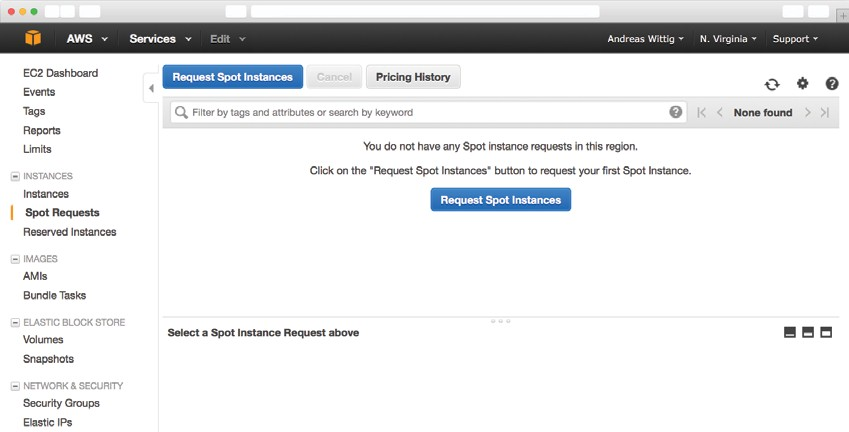 AWS Services Edit Andreas Wittig N. Virginia Support
EC2 Dashboard
Events
Tags
Reports
Limits
INSTANCES
Instances
Spot Requests
Reserved Instances
IMAGES
AMIs
Bundle Tasks
ELASTIC BLOCK STORE
Volumes
Snapshots
NETWORK & SECURITY
Security Groups
Elastic IPs
Request Spot Instances Cancel Pricing History
Filter by tags and attributes or search by keyword None found
You do not have any Spot instance requests in this region.
Click on the "Request Spot Instances" button to request your first Spot Instance.
Request Spot Instances
Select a Spot Instance Request above